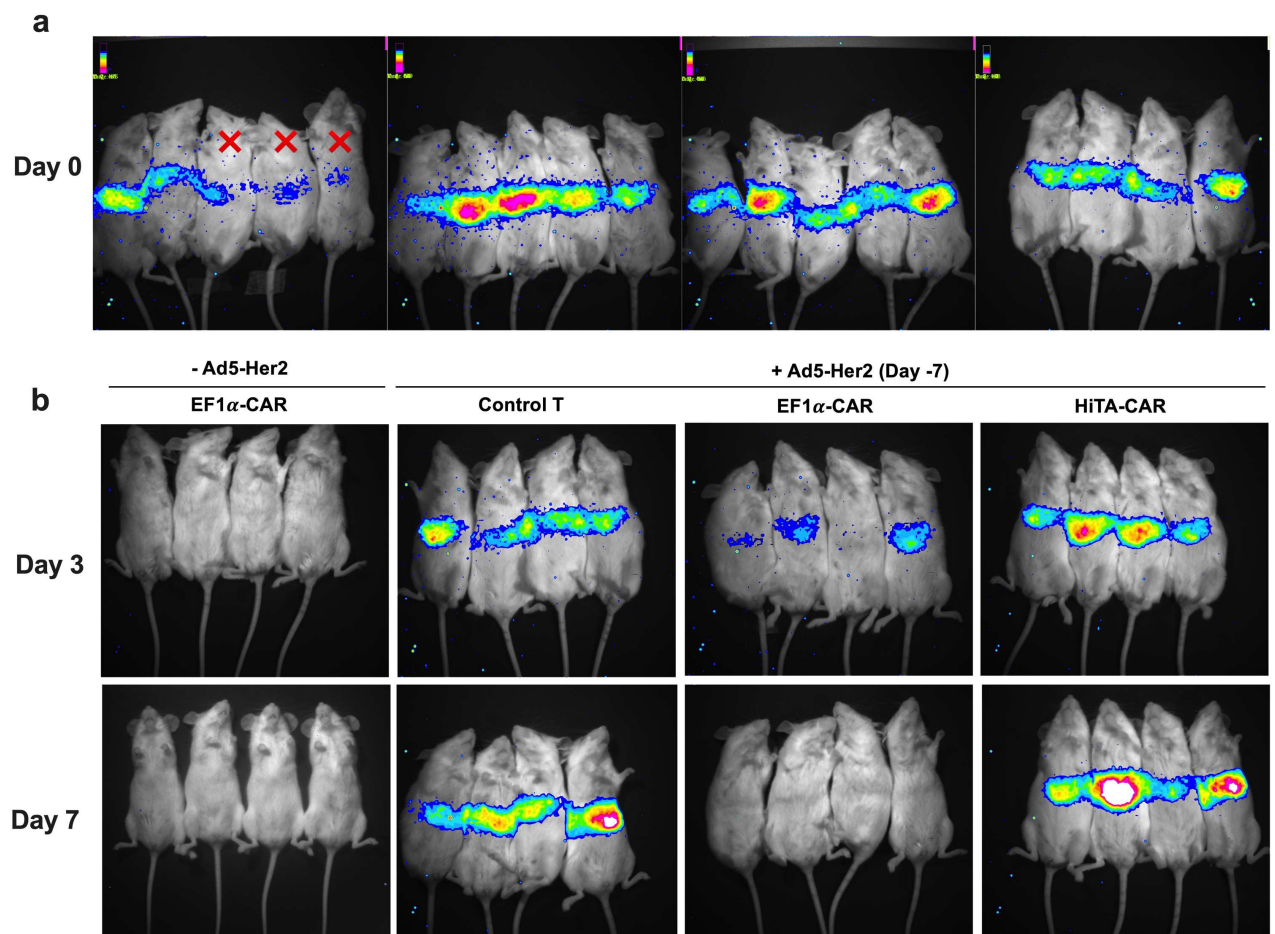 a
Day 0
- Ad5-Her2
+ Ad5-Her2 (Day -7)
b
EF1α-CAR
Control T
EF1α-CAR
HiTA-CAR
Day 3
Day 7